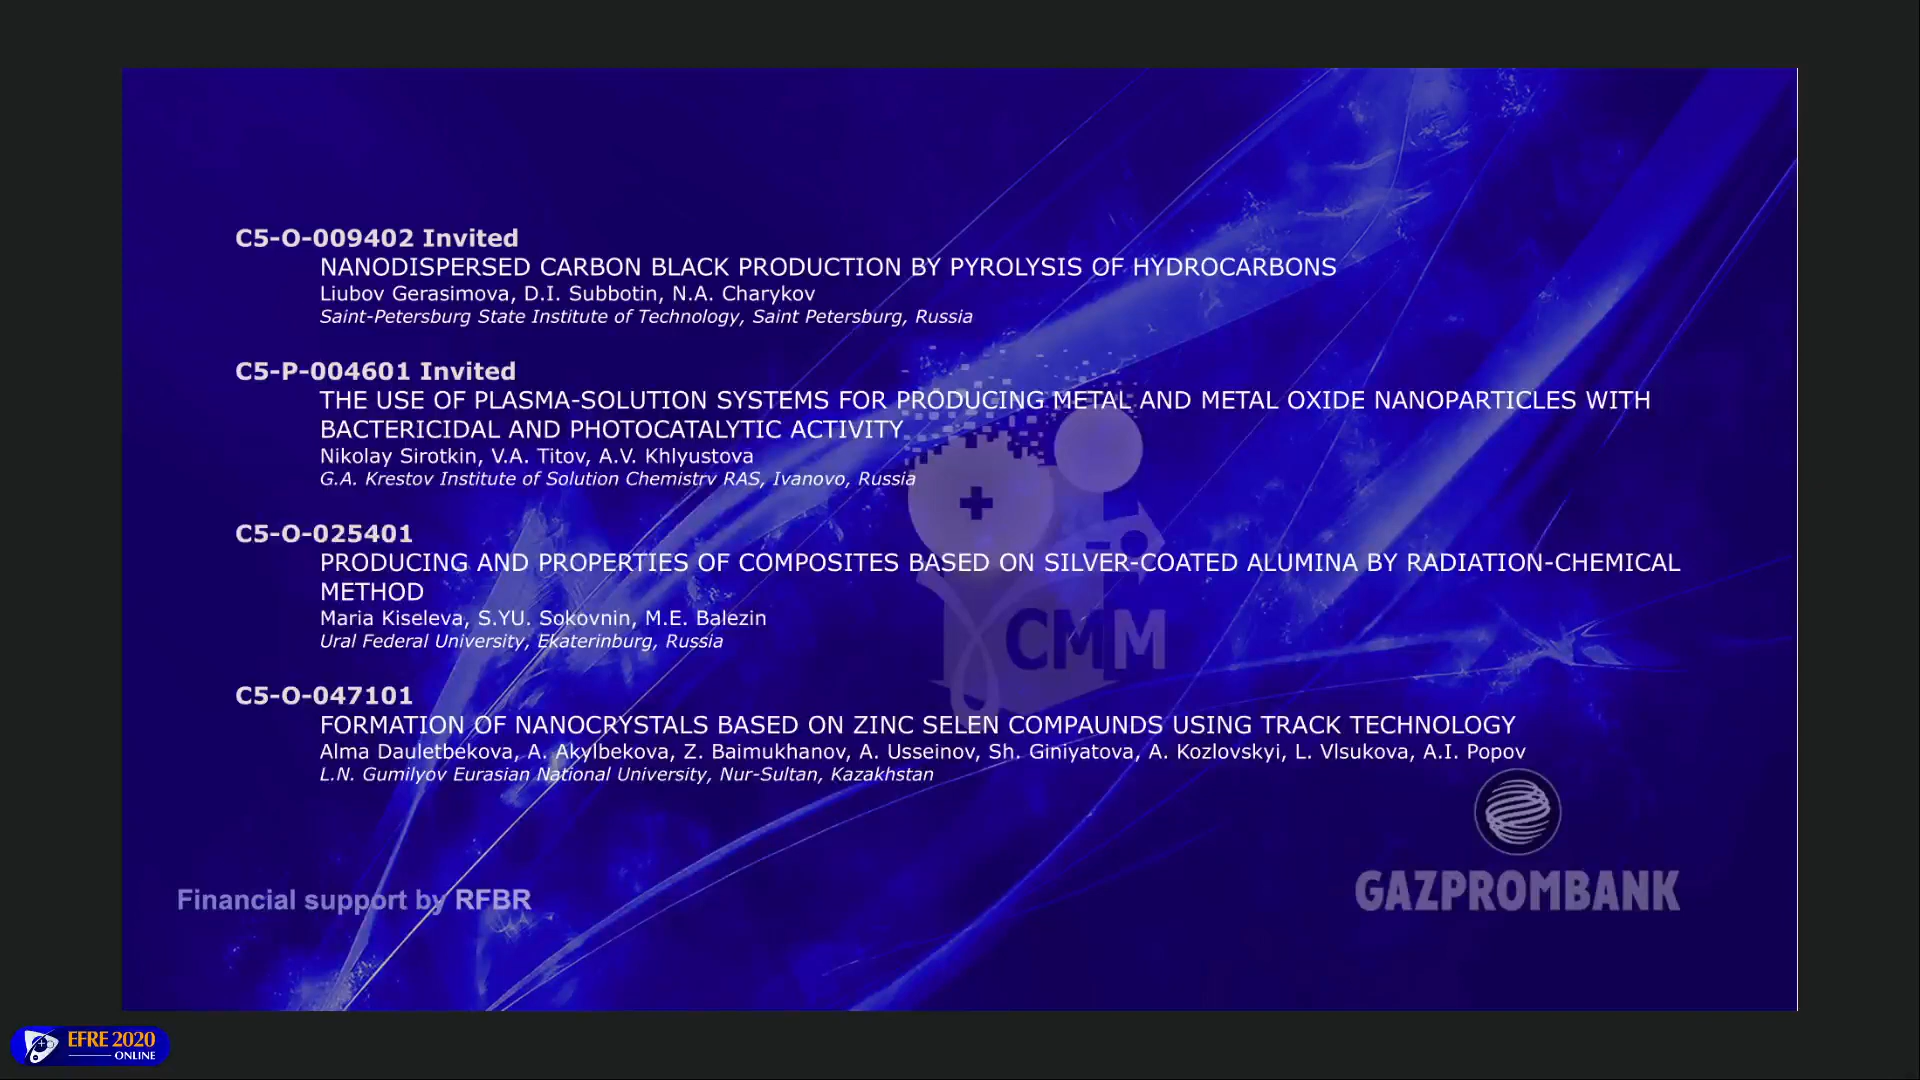 C5-O-009402 Invited
NANODISPERSED CARBON BLACK PRODUCTION BY PYROLYSIS OF HYDROCARBONS
Liubov Gerasimova, D.I. Subbotin, N.A. Charykov
Saint-Petersburg State Institute of Technology, Saint Petersburg, Russia
C5-P-004601 Invited
THE USE OF PLASMA-SOLUTION SYSTEMS FOR PRODUCING METAL AND METAL OXIDE NANOPARTICLES WITH
BACTERICIDAL AND PHOTOCATALYTIC ACTIVITY
Nikolay Sirotkin, V.A. Titov, A.V. Khlyustova
G.A. Krestov Institute of Solution Chemistrv RAS, Ivanovo, Russia
C5-O-025401
PRODUCING AND PROPERTIES OF COMPOSITES BASED ON SILVER-COATED ALUMINA BY RADIATION-CHEMICAL
METHOD
Maria Kiseleva, S.YU. Sokovnin, M.E. Balezin
Ural Federal University, Ekaterinburg, Russia
CMM
C5-O-047101
FORMATION OF NANOCRYSTALS BASED ON ZINC SELEN COMPAUNDS USING TRACK TECHNOLOGY
Alma Dauletbekova, A. Akylbekova, Z. Baimukhanov, A. Usseinov, Sh. Giniyatova, A. Kozlovskyi, L. Vlsukova, A.I. Popov
L.N. Gumilyov Eurasian National University, Nur-Sultan, Kazakhstan
Financial support by RFBR
GAZPROMBANK
EFRE 2020
ONLINE